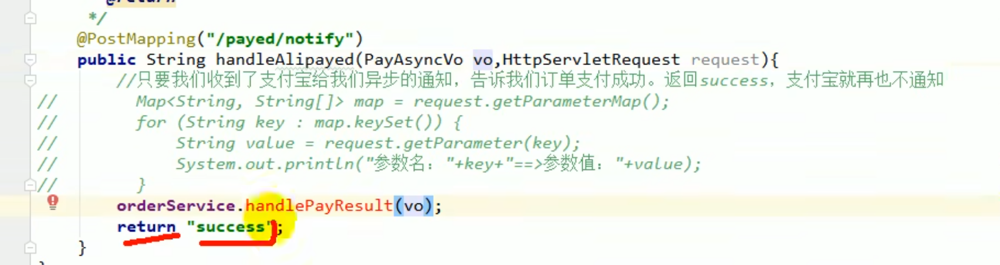 @return
*/
@PostMapping("/payed/notify")
public String handleAlipayed(PayAsyncVo vo,HttpServletRequest request){
//只要我们收到了支付宝给我们异步的通知，告诉我们订单支付成功。返回success，支付宝就再也不通知
// Map<String, String[]> map = request.getParameterMap();
// for (String key : map.keySet()) {
// String value = request.getParameter(key);
// System.out.println("参数名："+key+"==>参数值："+value);
// }
orderService.handlePayResult(vo);
return "success";
}
}